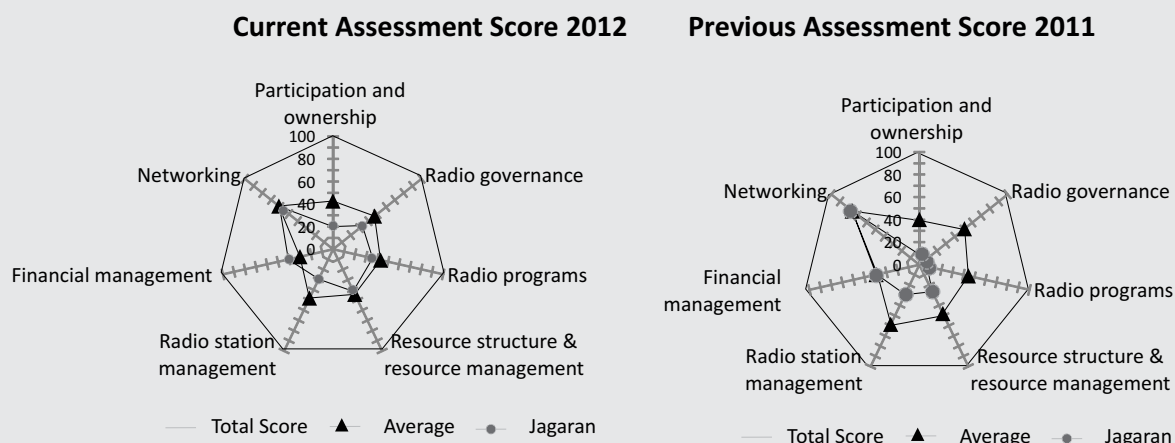 Current Assessment Score 2012
Participation and
ownership
100
80
60
40
20
0
Networking
Radio governance
Financial management
Radio programs
Radio station
management
Resource structure &
resource management
Total Score
Average
Jagaran
Previous Assessment Score 2011
Participation and
ownership
100
80
60
40
20
0
Networking
Radio governance
Financial
management
Radio programs
Radio station
management
Resource structure &
resource management
Total Score
Average
Jagaran